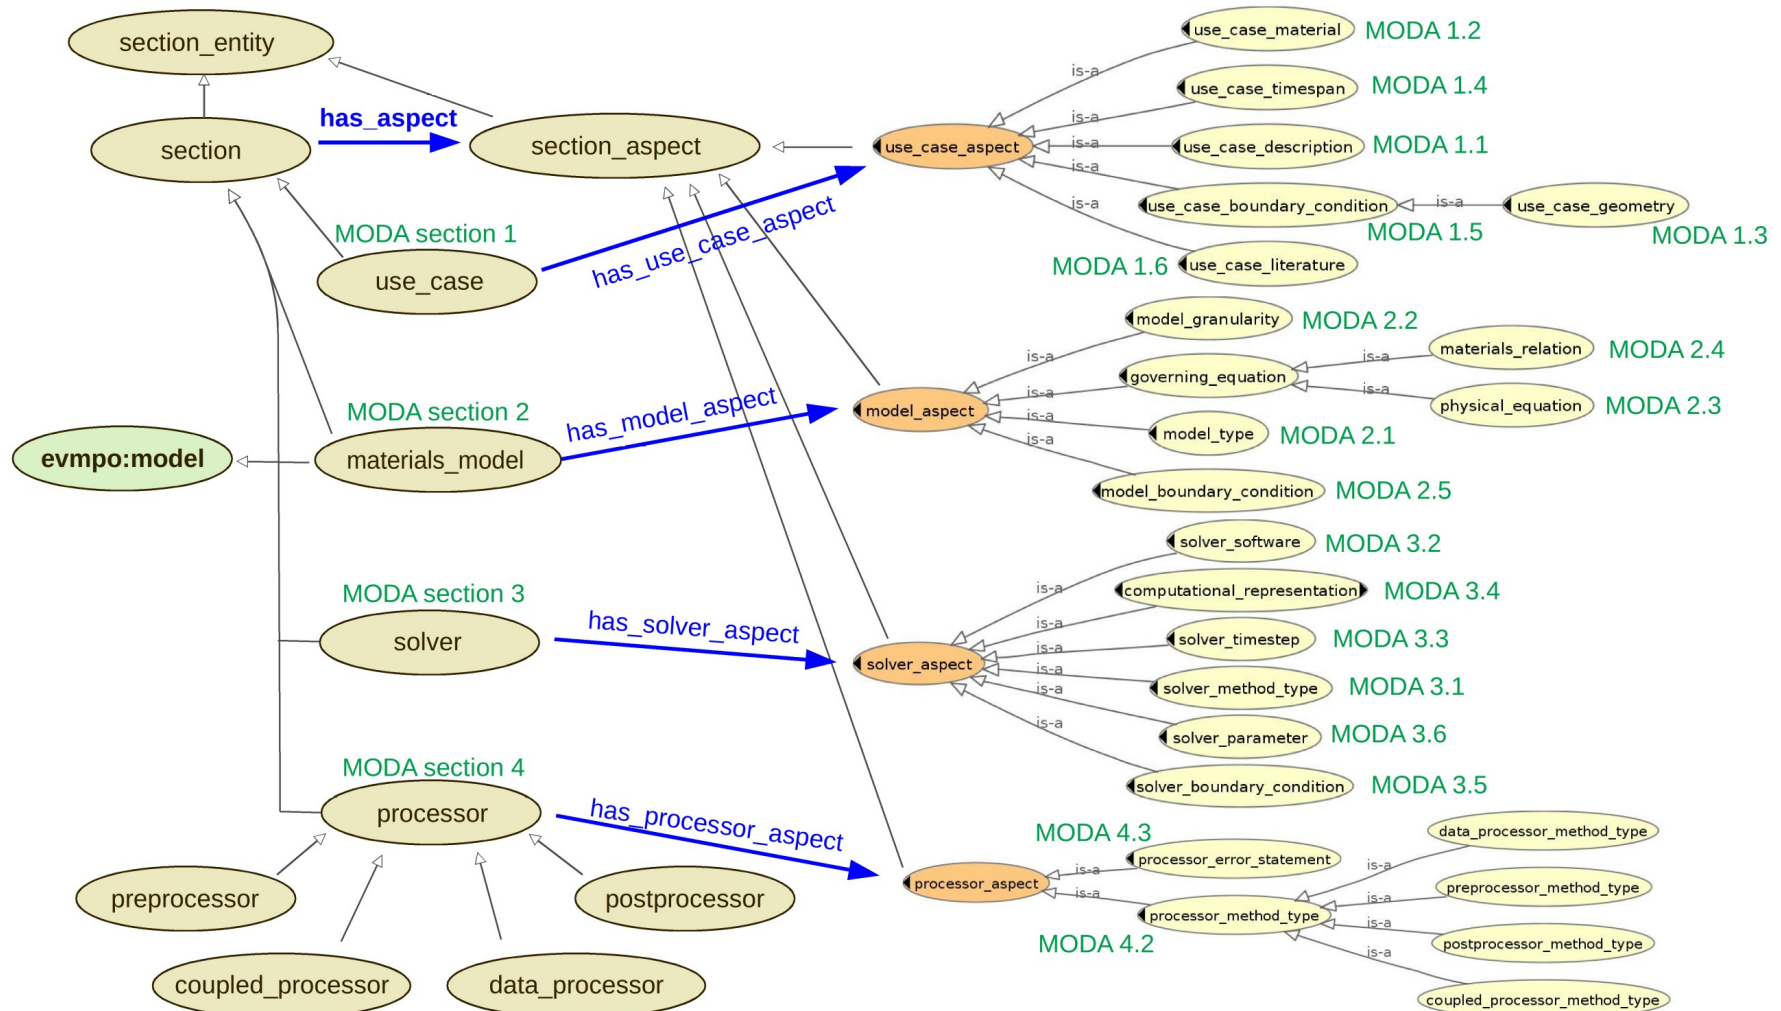 section_entity
has_aspect
section
section_aspect
MODA section 1
use_case
has_use_case_aspect
use_case_aspect
is-a
is-a
is-a
is-a
is-a
use_case_material
MODA 1.2
use_case_timespan
MODA 1.4
use_case_description
MODA 1.1
use_case_boundary_condition
MODA 1.5
is-a
use_case_geometry
MODA 1.3
MODA 1.6
use_case_literature
MODA section 2
evmpo:model
materials_model
has_model_aspect
model_aspect
is-a
is-a
is-a
is-a
model_granularity
MODA 2.2
governing_equation
is-a
is-a
materials_relation
MODA 2.4
physical_equation
MODA 2.3
model_type
MODA 2.1
model_boundary_condition
MODA 2.5
MODA section 3
solver
has_solver_aspect
solver_aspect
is-a
is-a
is-a
is-a
is-a
is-a
solver_software
MODA 3.2
computational_representation
MODA 3.4
solver_timestep
MODA 3.3
solver_method_type
MODA 3.1
solver_parameter
MODA 3.6
solver_boundary_condition
MODA 3.5
MODA section 4
processor
has_processor_aspect
preprocessor
postprocessor
coupled_processor
data_processor
processor_aspect
is-a
is-a
MODA 4.3
processor_error_statement
processor_method_type
MODA 4.2
is-a
is-a
is-a
is-a
data_processor_method_type
preprocessor_method_type
postprocessor_method_type
coupled_processor_method_type